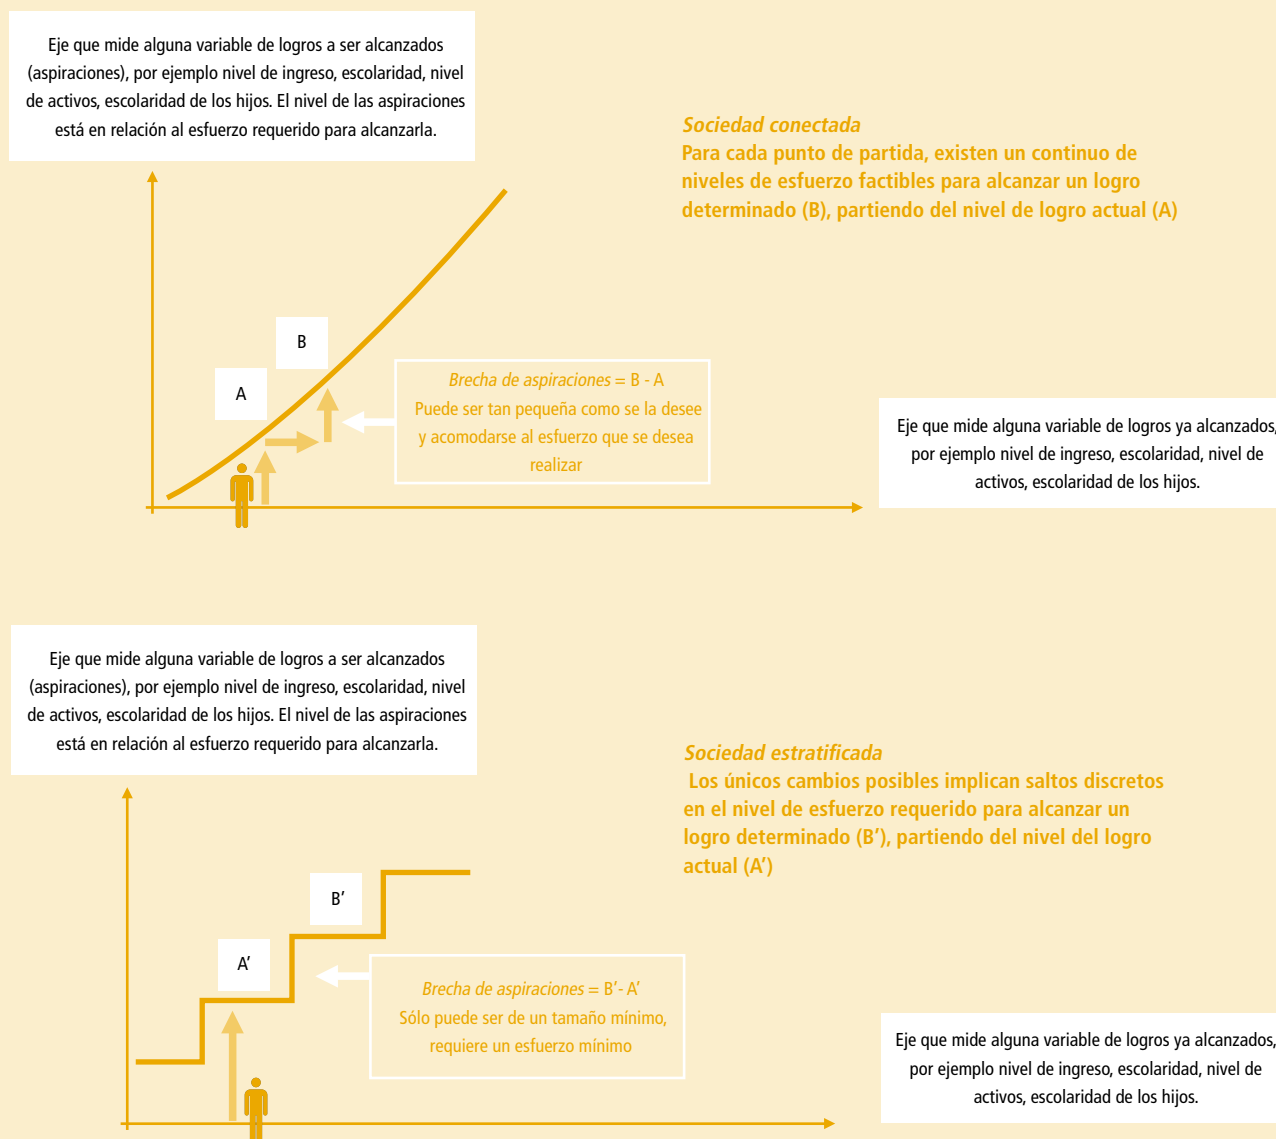 Eje que mide alguna variable de logros a ser alcanzados
(aspiraciones), por ejemplo nivel de ingreso, escolaridad, nivel
de activos, escolaridad de los hijos. El nivel de las aspiraciones
está en relación al esfuerzo requerido para alcanzarla.
Sociedad conectada
Para cada punto de partida, existen un continuo de
niveles de esfuerzo factibles para alcanzar un logro
determinado (B), partiendo del nivel de logro actual (A)
B
A
Brecha de aspiraciones = B - A
Puede ser tan pequeña como se la desee
y acomodarse al esfuerzo que se desea
realizar
Eje que mide alguna variable de logros ya alcanzados,
por ejemplo nivel de ingreso, escolaridad, nivel de
activos, escolaridad de los hijos.
Eje que mide alguna variable de logros a ser alcanzados
(aspiraciones), por ejemplo nivel de ingreso, escolaridad, nivel
de activos, escolaridad de los hijos. El nivel de las aspiraciones
está en relación al esfuerzo requerido para alcanzarla.
Sociedad estratificada
Los únicos cambios posibles implican saltos discretos
en el nivel de esfuerzo requerido para alcanzar un
logro determinado (B’), partiendo del nivel del logro
actual (A’)
B’
A’
Brecha de aspiraciones = B’- A’
Sólo puede ser de un tamaño mínimo,
requiere un esfuerzo mínimo
Eje que mide alguna variable de logros ya alcanzados,
por ejemplo nivel de ingreso, escolaridad, nivel de
activos, escolaridad de los hijos.